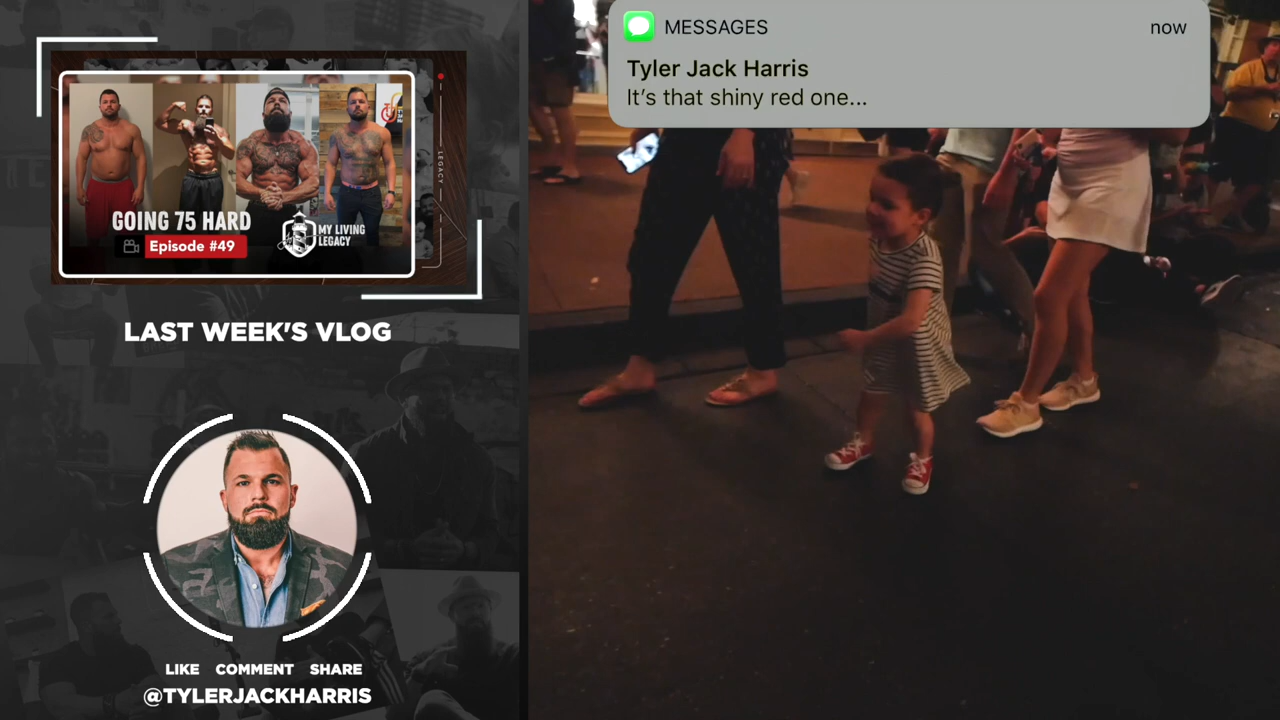 GOING 75 HARD
Episode #49
MY LIVING
LEGACY
LEGACY
LAST WEEK'S VLOG
LIKE COMMENT SHARE
@TYLERJACKHARRIS
MESSAGES
now
Tyler Jack Harris
It's that shiny red one...